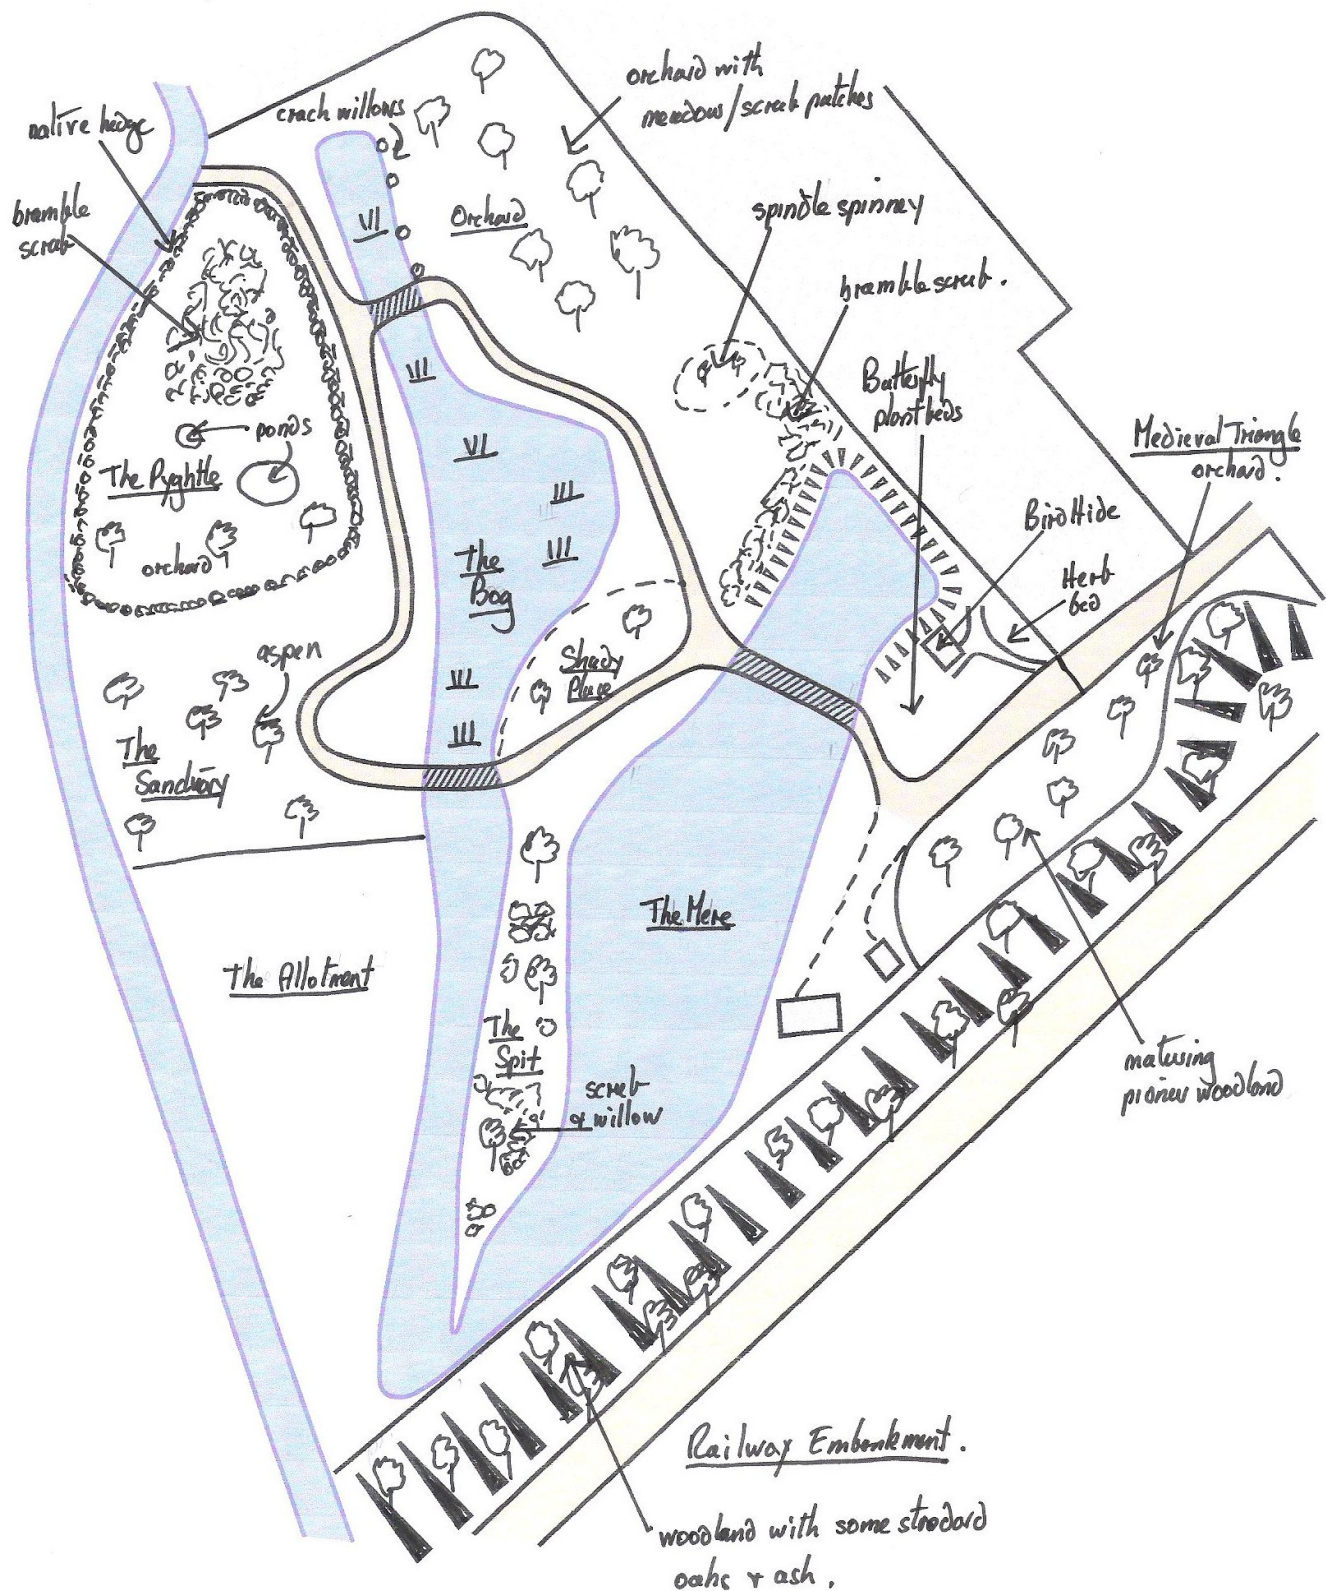 orchard with
meadows/scrub patches
native hedge
crack willows
bramble
scrub
Orchard
spindle spinney
bramble scrub.
Butterfly
plant beds
Medieval Triangle
orchard.
ponds
The Pyghtle
Bird Hide
orchard
The
Bog
Herb
bed
aspen
Shady
Place
The
Sanctuary
The Mere
The Allotment
The
Spit
scrub
& willow
maturing
pioneer woodland
Railway Embankment.
woodland with some standard
oaks & ash.